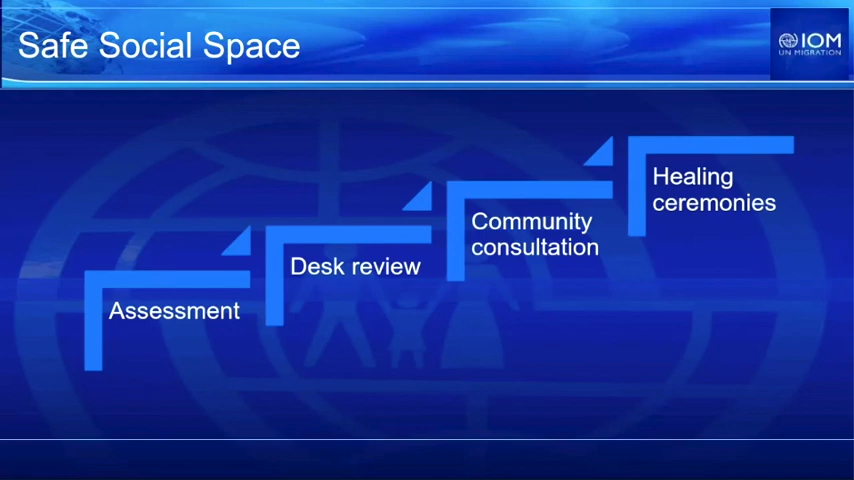 Safe Social Space
IOM
UN MIGRATION
Healing
ceremonies
Community
consultation
Desk review
Assessment